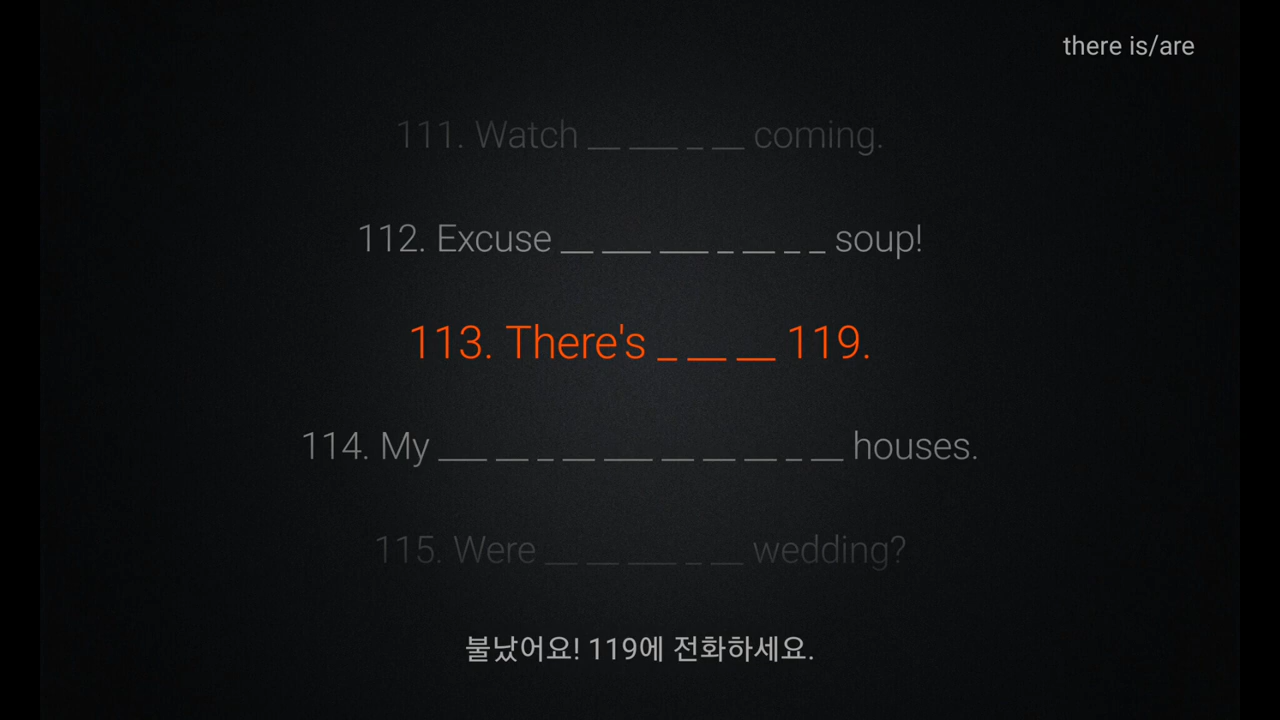 there is/are
111. Watch __ ___ _ __ coming.
112. Excuse __ ___ ___ _ __ _ _ soup!
113. There's _ __ __ 119.
114. My ___ __ _ __ ___ __ __ __ _ __ houses.
115. Were __ __ ___ _ __ wedding?
불났어요! 119에 전화하세요.